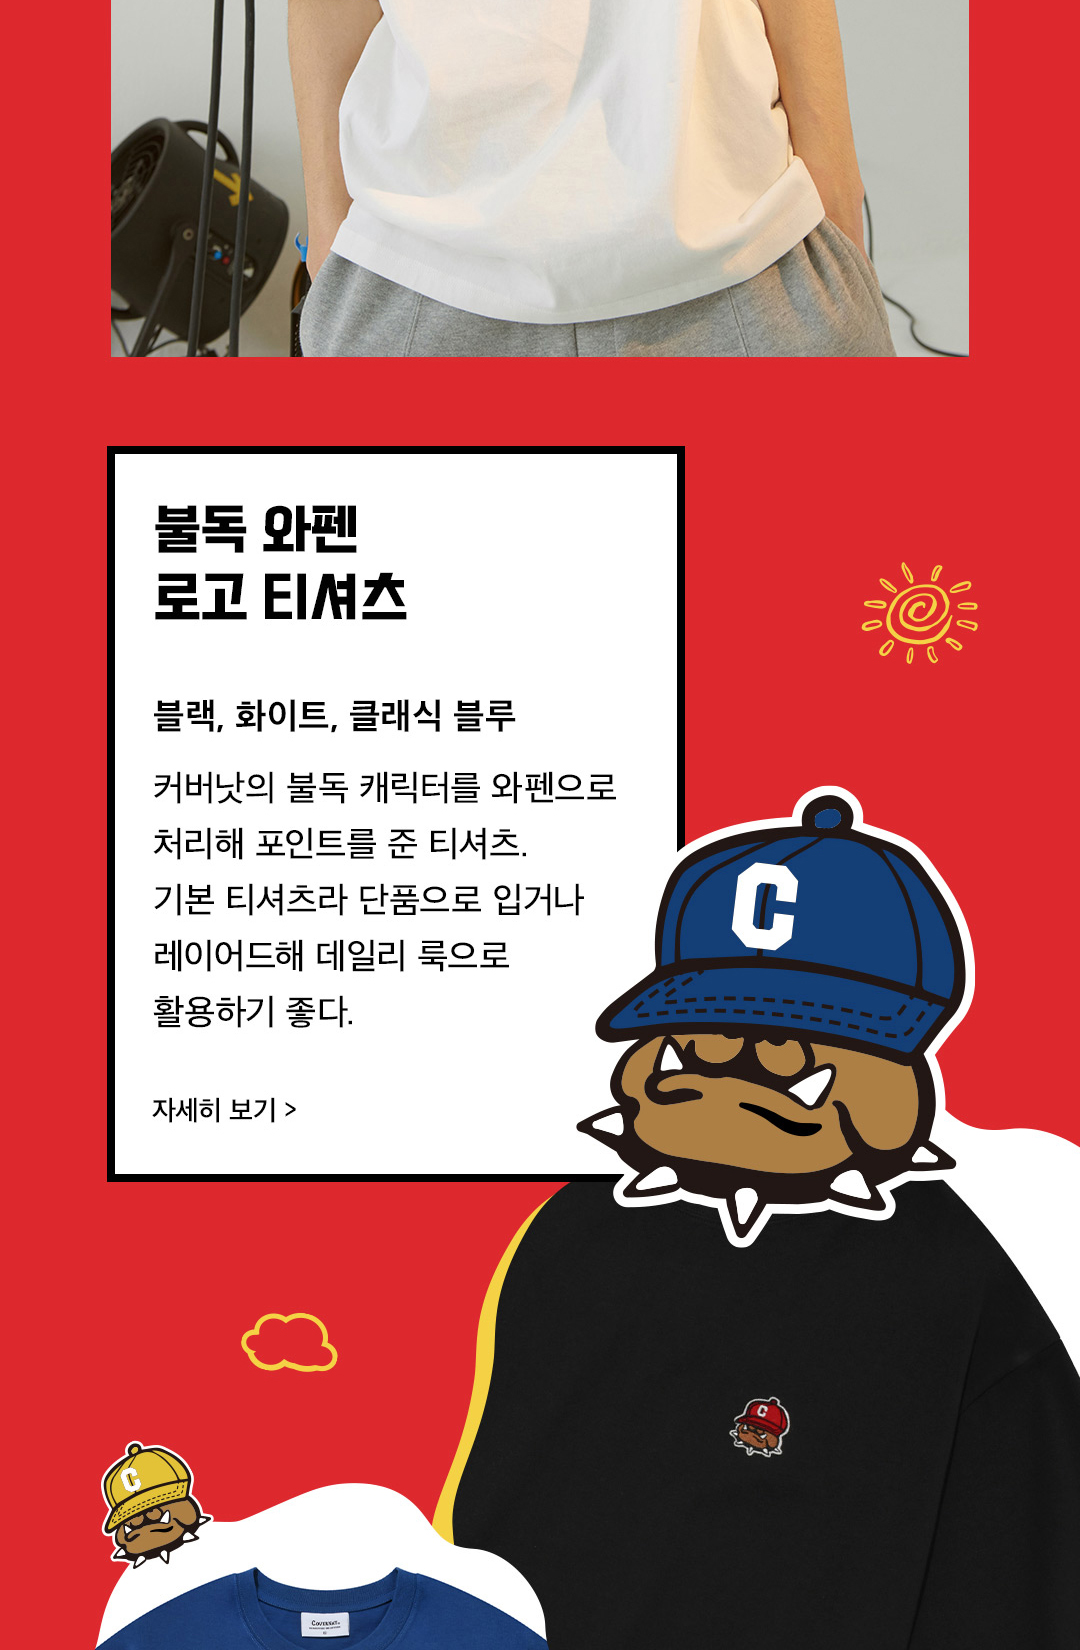 불독 와펜
로고 티셔츠
블랙, 화이트, 클래식 블루
커버낫의 불독 캐릭터를 와펜으로
처리해 포인트를 준 티셔츠.
기본 티셔츠라 단품으로 입거나
레이어드해 데일리 룩으로
활용하기 좋다.
자세히 보기 >
C
C
C
COVERNAT